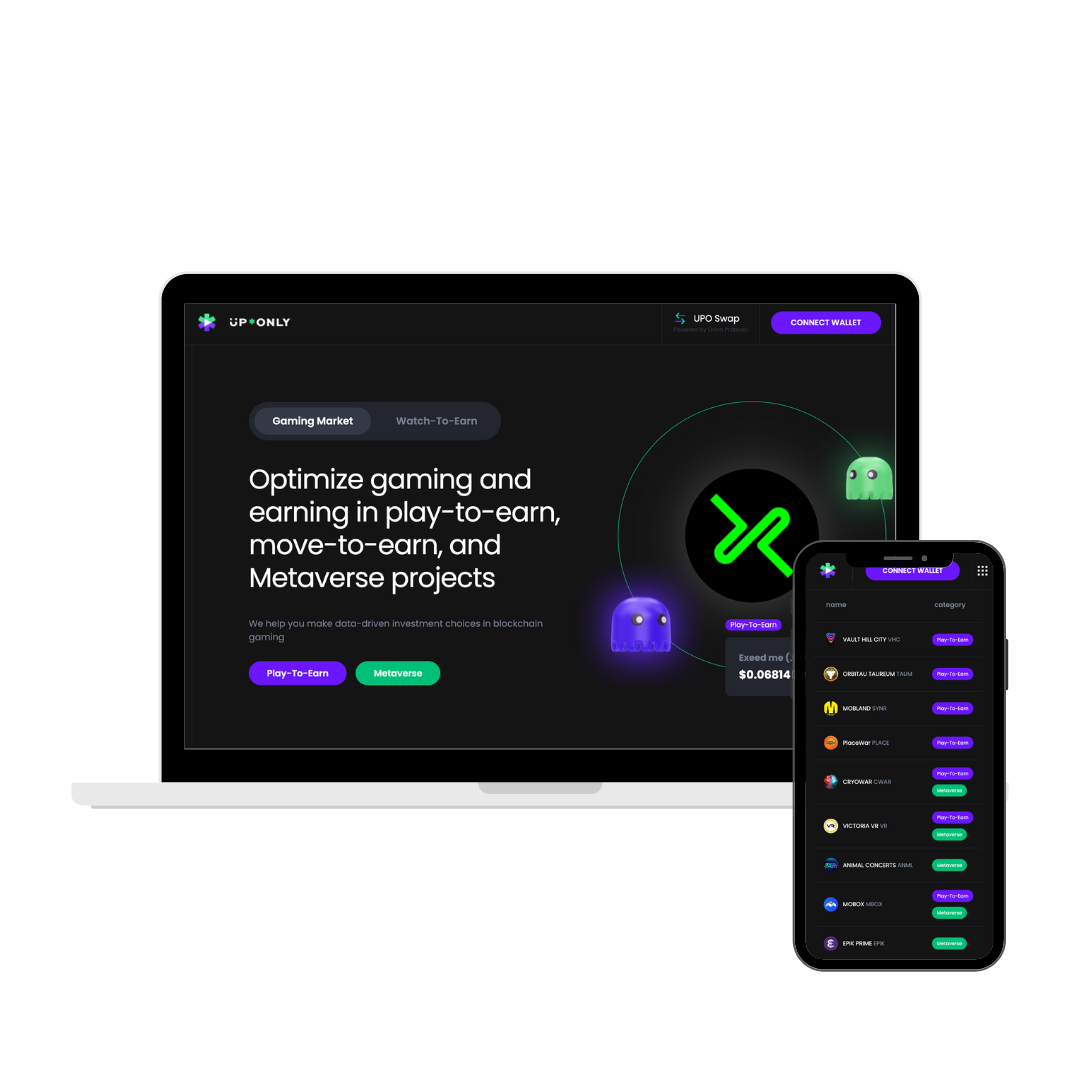 UP*ONLY
UPO Swap
Powered by Orion Protocol
CONNECT WALLET
Gaming Market
Watch-To-Earn
Optimize gaming and
earning in play-to-earn,
move-to-earn, and
Metaverse projects
We help you make data-driven investment choices in blockchain
gaming
Play-To-Earn
Metaverse
Play-To-Earn
Exeed me (
$0.06814
CONNECT WALLET
name
category
VAULT HILL CITY VHC
Play-To-Earn
ORBITAU TAUREUM TAUM
Play-To-Earn
MOBLAND SYNR
Play-To-Earn
PlaceWar PLACE
Play-To-Earn
CRYOWAR CWAR
Play-To-Earn
Metaverse
VR
VICTORIA VR VR
Play-To-Earn
Metaverse
ANIMAL CONCERTS ANML
Metaverse
MOBOX MBOX
Play-To-Earn
Metaverse
EPIK PRIME EPIK
Metaverse